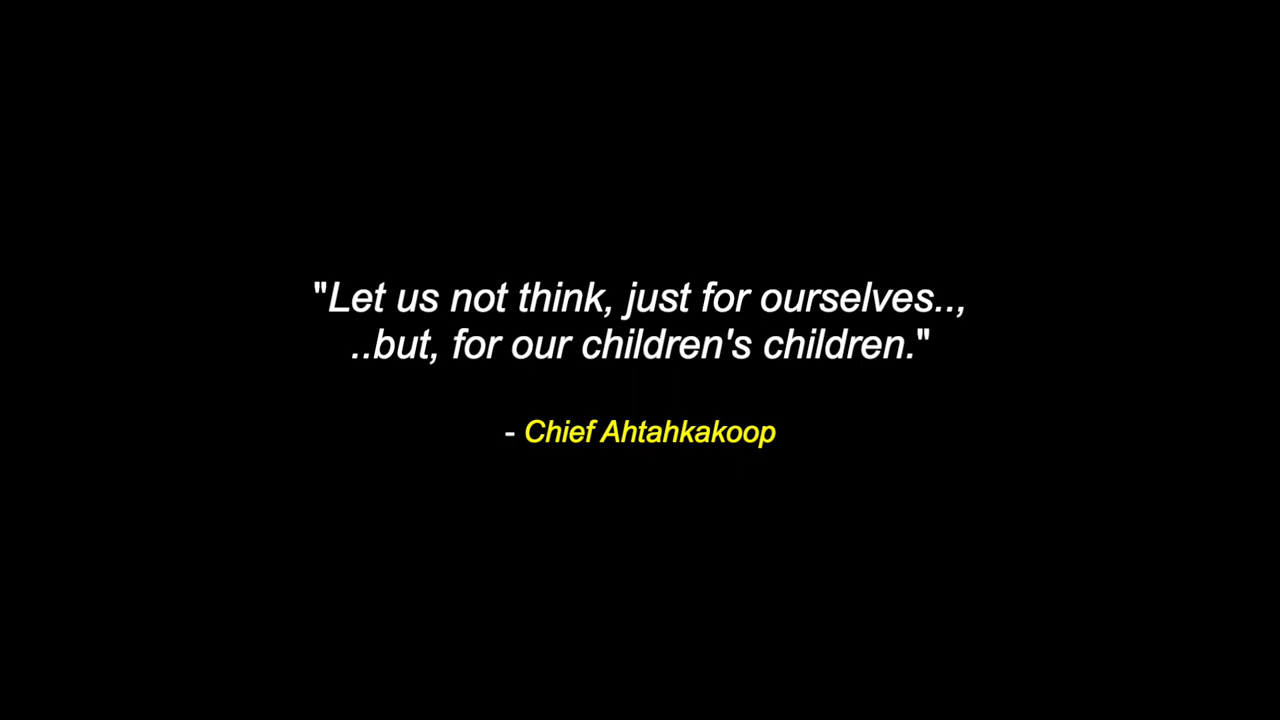 "Let us not think, just for ourselves..,
..but, for our children's children."
- Chief Ahtahkakoop